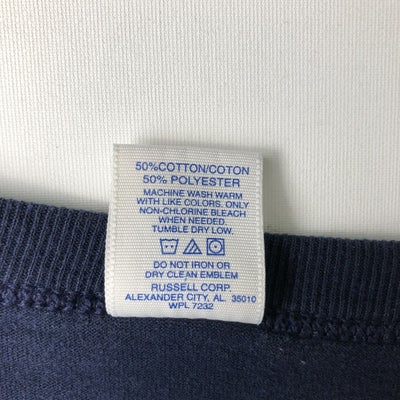 50%COTTON/COTON
50% POLYESTER
MACHINE WASH WARM
WITH LIKE COLORS. ONLY
NON-CHLORINE BLEACH
WHEN NEEDED
TUMBLE DRY LOW.
DO NOT IRON OR
DRY CLEAN EMBLEM
RUSSELL CORP.
ALEXANDER CITY, AL. 35010
WPL 7232